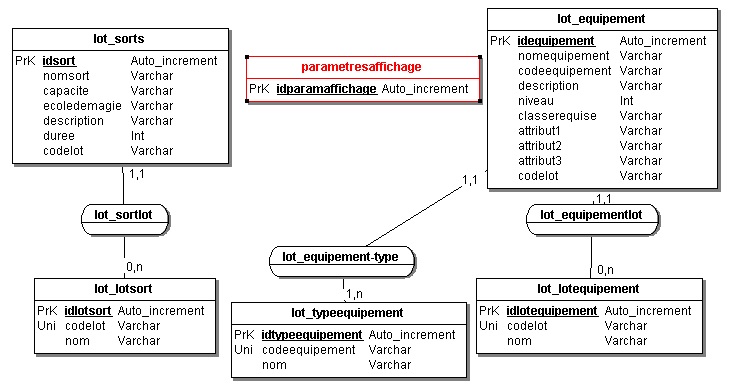 lot_sorts
PrK idsort Auto_increment
nomsort Varchar
capacite Varchar
ecoledemagie Varchar
description Varchar
duree Int
codelot Varchar
parametresaffichage
PrK idparamaffichage Auto_increment
lot_equipement
PrK idequipement Auto_increment
nomequipement Varchar
codeequipement Varchar
description Varchar
niveau Int
classerequise Varchar
attribut1 Varchar
attribut2 Varchar
attribut3 Varchar
codelot Varchar
1,1
1,1
1,1
lot_sortlot
lot_equipementlot
lot_equipement-type
0,n
1,n
0,n
lot_lotsort
PrK idlotsort Auto_increment
Uni codelot Varchar
nom Varchar
lot_typeequipement
PrK idtypeequipement Auto_increment
Uni codeequipement Varchar
nom Varchar
lot_lotequipement
PrK idlotequipement Auto_increment
Uni codelot Varchar
nom Varchar